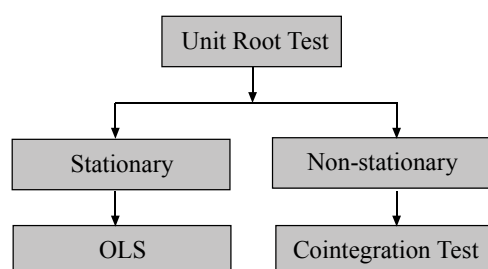 Unit Root Test
Stationary
Non-stationary
OLS
Cointegration Test